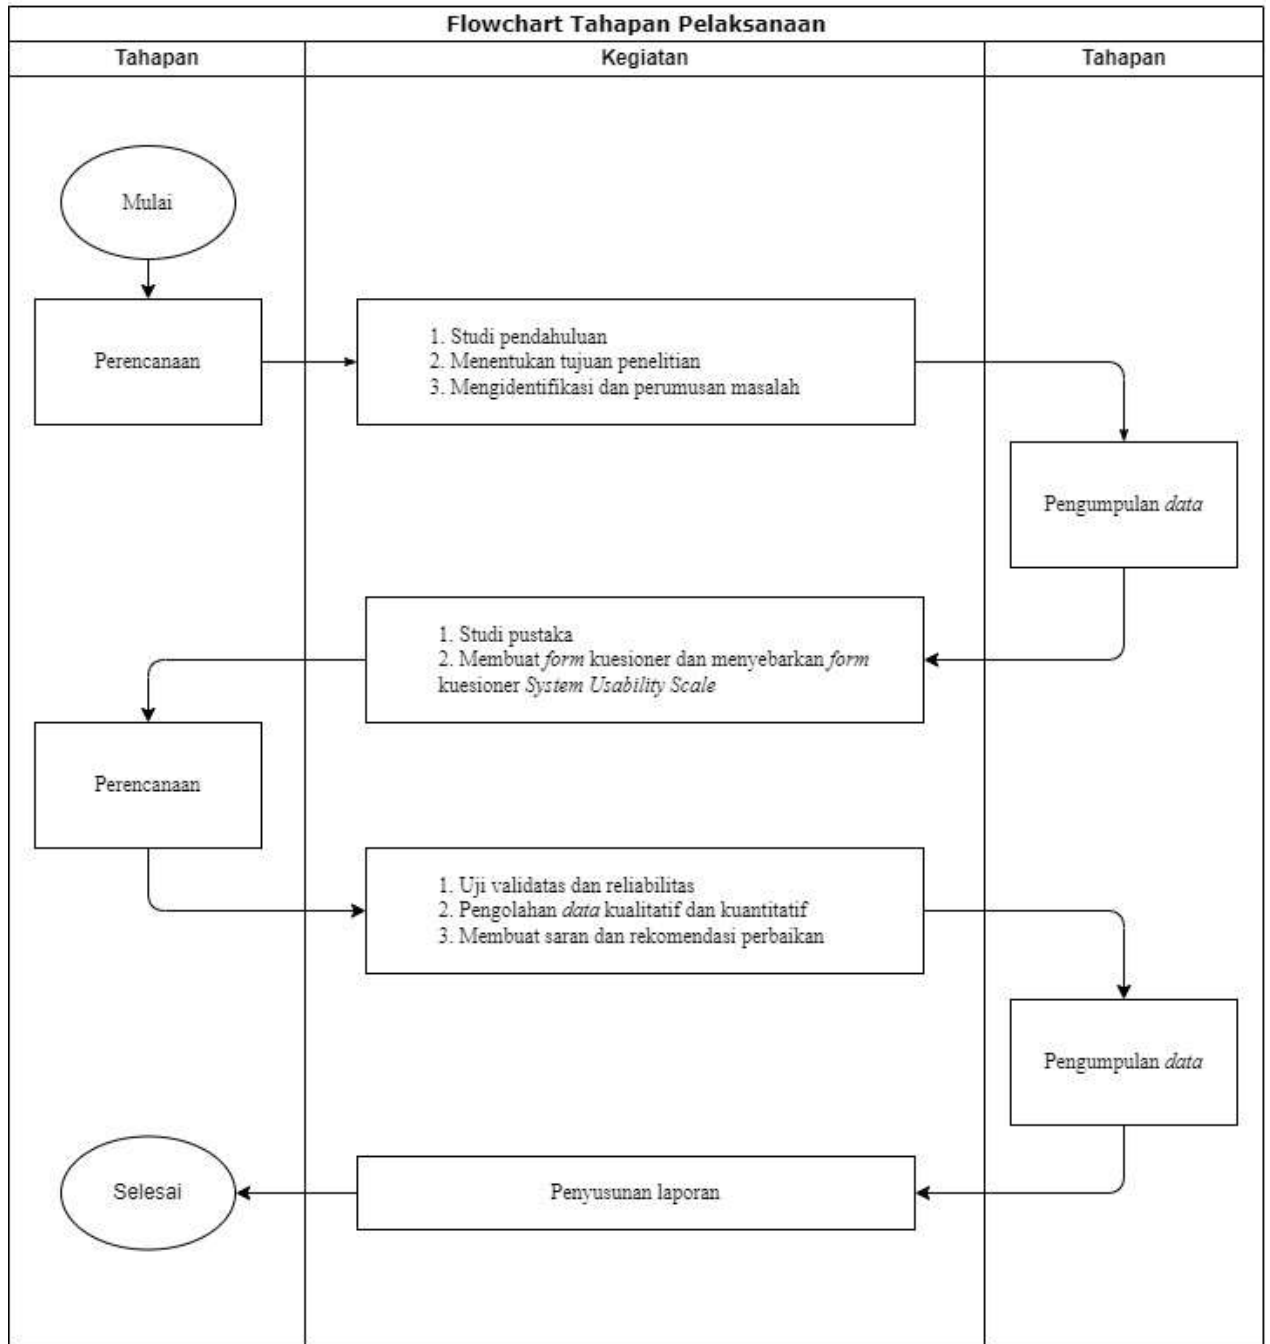 Flowchart Tahapan Pelaksanaan
Tahapan
Kegiatan
Tahapan
Mulai
Perencanaan
1. Studi pendahuluan
2. Menentukan tujuan penelitian
3. Mengidentifikasi dan perumusan masalah
Pengumpulan data
1. Studi pustaka
2. Membuat form kuesioner dan menyebarkan form
kuesioner System Usability Scale
Perencanaan
1. Uji validatas dan reliabilitas
2. Pengolahan data kualitatif dan kuantitatif
3. Membuat saran dan rekomendasi perbaikan
Pengumpulan data
Penyusunan laporan
Selesai